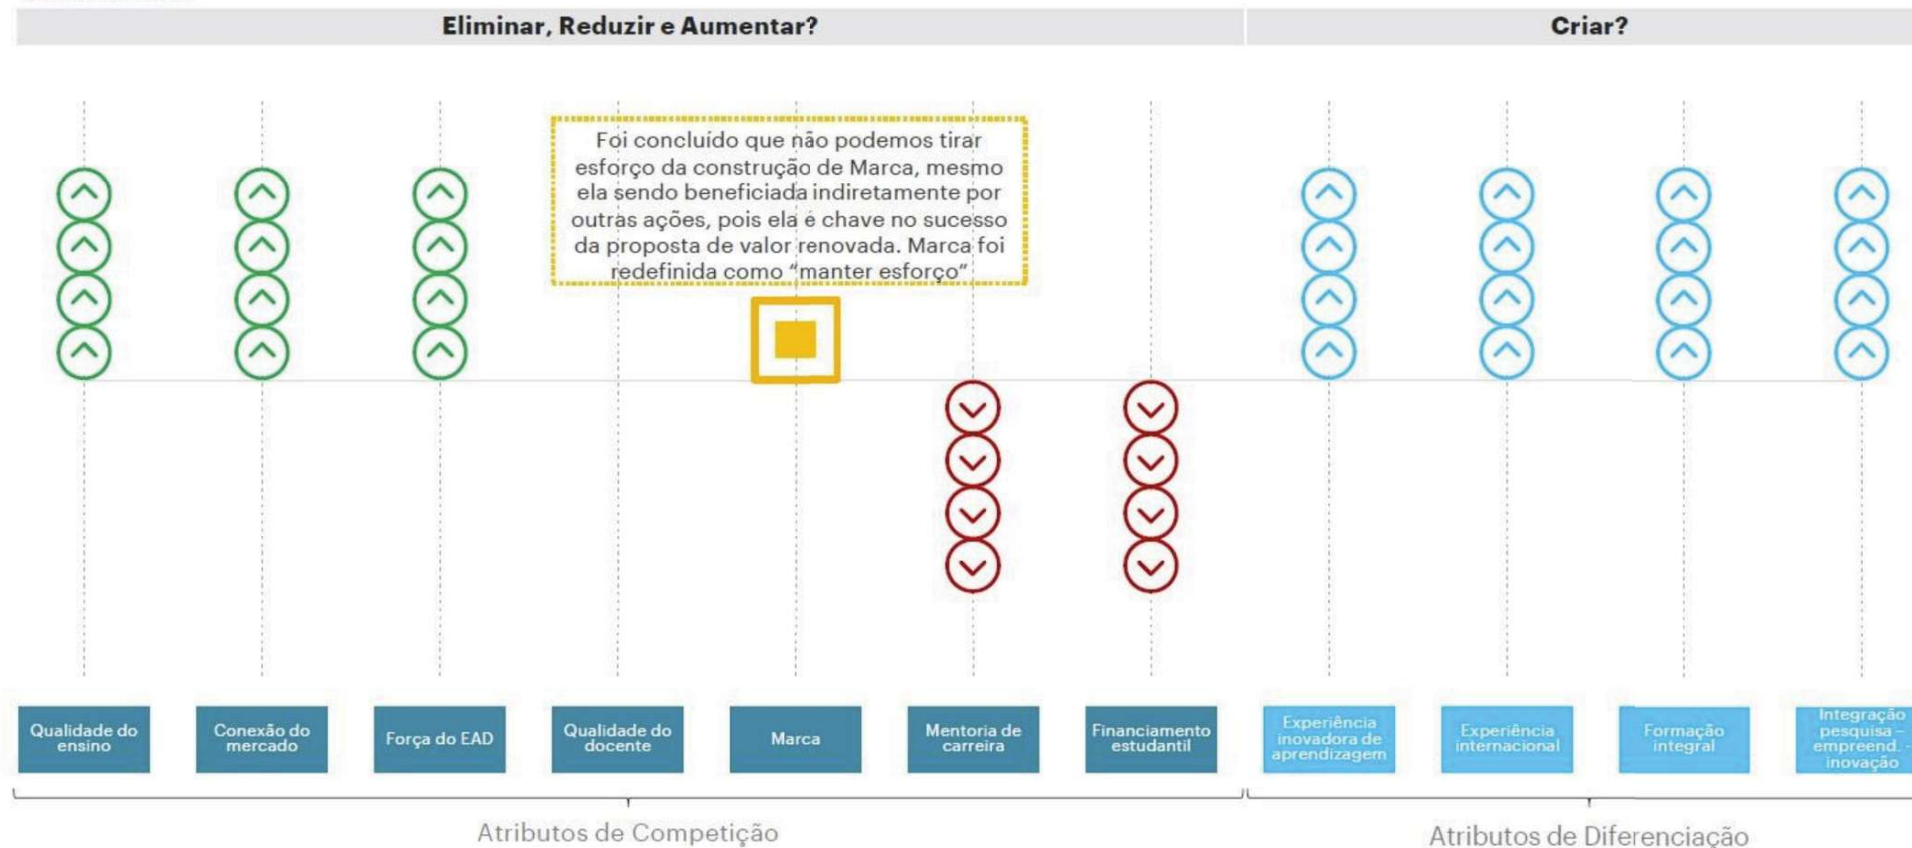 Eliminar, Reduzir e Aumentar?
Criar?
Foi concluído que não podemos tirar
esforço da construção de Marca, mesmo
ela sendo beneficiada indiretamente por
outras ações, pois ela é chave no sucesso
da proposta de valor renovada. Marca foi
redefinida como “manter esforço”
Qualidade do
ensino
Conexão do
mercado
Força do EAD
Qualidade do
docente
Marca
Mentoria de
carreira
Financiamento
estudantil
Experiência
inovadora de
aprendizagem
Experiência
internacional
Formação
integral
Integração
pesquisa –
empreend. -
inovação
Atributos de Competição
Atributos de Diferenciação